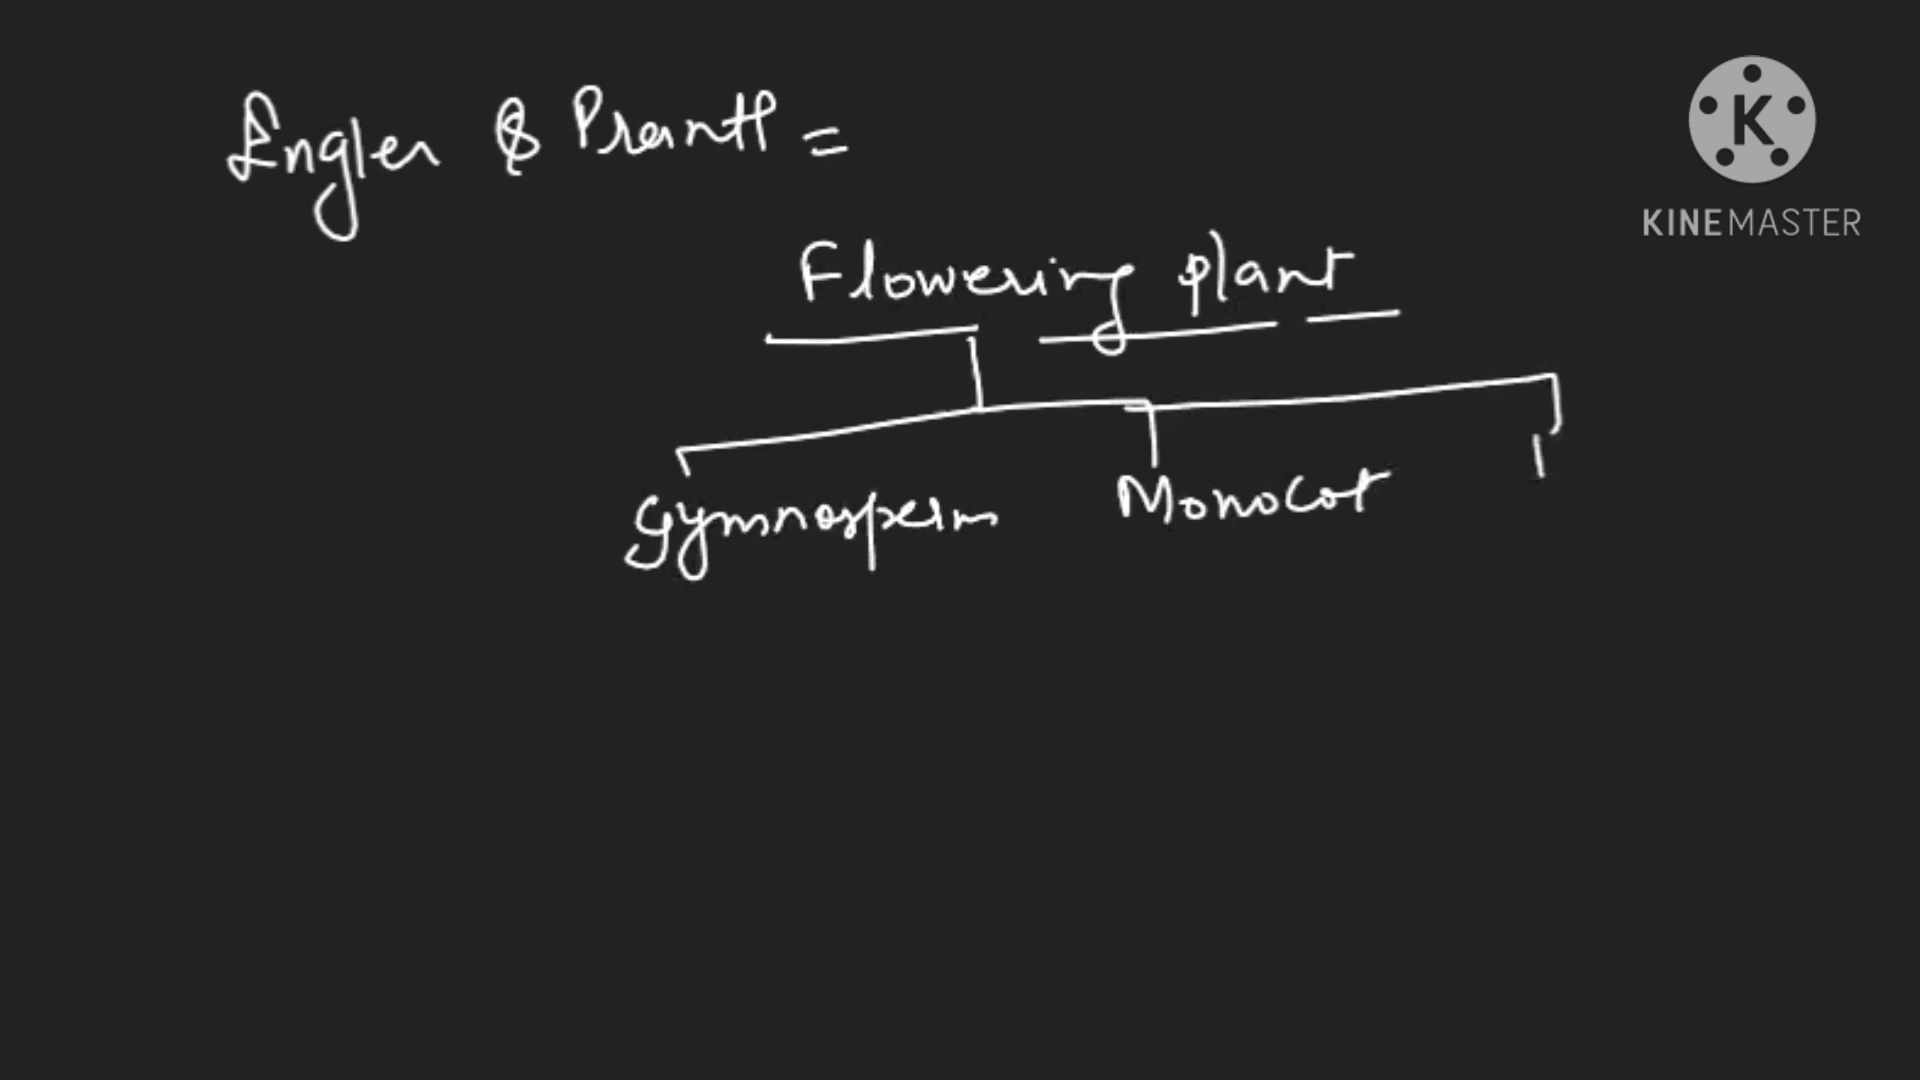 Engler & Prantl =
K
KINEMASTER
Flowering plant
Gymnosperm Monocot